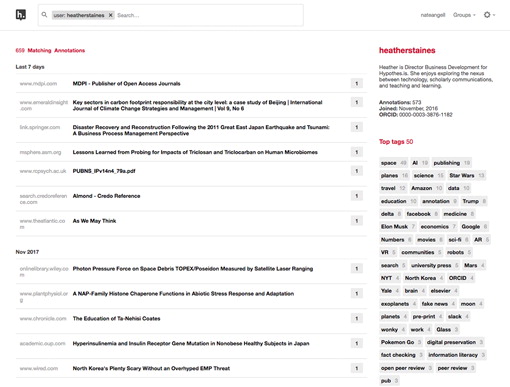 h.
user: heatherstaines ×
Search…
nateangell
Groups
659 Matching Annotations
Last 7 days
www.mdpi.com MDPI - Publisher of Open Access Journals 1
www.emeraldinsight
.com
Key sectors in carbon footprint responsibility at the city level: a case study of Beijing | International
Journal of Climate Change Strategies and Management | Vol 9, No 6
1
link.springer.com Disaster Recovery and Reconstruction Following the 2011 Great East Japan Earthquake and Tsunami:
A Business Process Management Perspective
1
msphere.asm.org Lessons Learned from Probing for Impacts of Triclosan and Triclocarban on Human Microbiomes 1
www.rcpsych.ac.uk PUBNS_IPv14n4_79a.pdf 1
search.credoreferen
ce.com
Almond - Credo Reference 1
www.theatlantic.co
m
As We May Think 1
Nov 2017
onlinelibrary.wiley.co
m
Photon Pressure Force on Space Debris TOPEX/Poseidon Measured by Satellite Laser Ranging 1
www.plantphysiol.or
g
A NAP-Family Histone Chaperone Functions in Abiotic Stress Response and Adaptation 1
www.chronicle.com The Education of Ta-Nehisi Coates 1
academic.oup.com Hyperinsulinemia and Insulin Receptor Gene Mutation in Nonobese Healthy Subjects in Japan 1
www.wired.com North Korea's Plenty Scary Without an Overhyped EMP Threat 1
heatherstaines
Heather is Director Business Development for
Hypothes.is. She enjoys exploring the nexus
between technology, scholarly communications,
and teaching and learning.
Annotations: 573
Joined: November, 2016
ORCID: 0000-0003-3876-1182
Top tags 50
space 49 AI 19 publishing 19
planes 16 science 15 Star Wars 13
travel 12 Amazon 10 data 10
education 10 annotation 9 Trump 9
delta 8 facebook 8 medicine 8
Elon Musk 7 economics 7 Google 6
Numbers 6 movies 6 sci-fi 6 AR 5
VR 5 communities 5 robots 5
search 5 university press 5 Mars 4
NYT 4 North Korea 4 ORCID 4
Yale 4 brain 4 elsevier 4
exoplanets 4 fake news 4 moon 4
planets 4 pre-print 4 slack 4
wonky 4 work 4 Glass 3
Pokemon Go 3 digital preservation 3
fact checking 3 information literacy 3
open peer review 3 peer review 3
pub 3